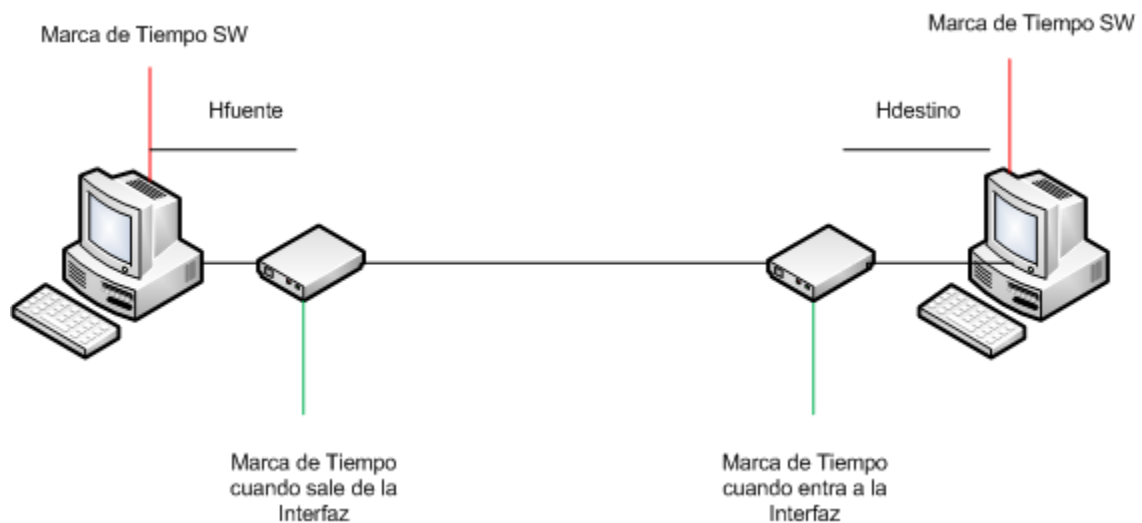 Marca de Tiempo SW
Marca de Tiempo SW
Hfuente
Hdestino
Marca de Tiempo
cuando sale de la
Interfaz
Marca de Tiempo
cuando entra a la
Interfaz